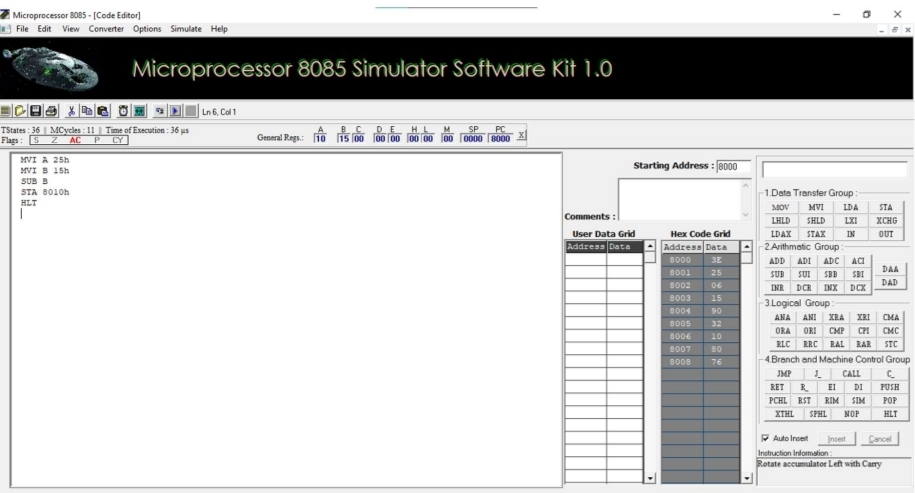 Microprocessor 8085 - [Code Editor]
File Edit View Converter Options Simulate Help
Microprocessor 8085 Simulator Software Kit 1.0
Ln 6, Col 1
TStates : 36 || MCycles : 11 || Time of Execution : 36 µs
Flags : S Z AC P CY
General Regs.: A B C D E H L M SP PC X
10 15 00 00 00 00 00 00 0000 8000
MVI A 25h
MVI B 15h
SUB B
STA 8010h
HLT
Starting Address : 8000
Comments :
User Data Grid Hex Code Grid
Address Data Address Data
8000 3E
8001 25
8002 06
8003 15
8004 90
8005 32
8006 10
8007 80
8008 76
1.Data Transfer Group :
MOV MVI LDA STA
LHLD SHLD LXI XCHG
LDAX STAX IN OUT
2.Arithmatic Group :
ADD ADI ADC ACI
SUB SUI SBB SBI DAA
INR DCR INX DCX DAD
3.Logical Group :
ANA ANI XRA XRI CMA
ORA ORI CMP CPI CMC
RLC RRC RAL RAR STC
4.Branch and Machine Control Group
JMP J_ CALL C_
RET R_ EI DI PUSH
PCHL RST RIM SIM POP
XTHL SPHL NOP HLT
Auto Insert Insert Cancel
Instruction Information :
Rotate accumulator Left with Carry